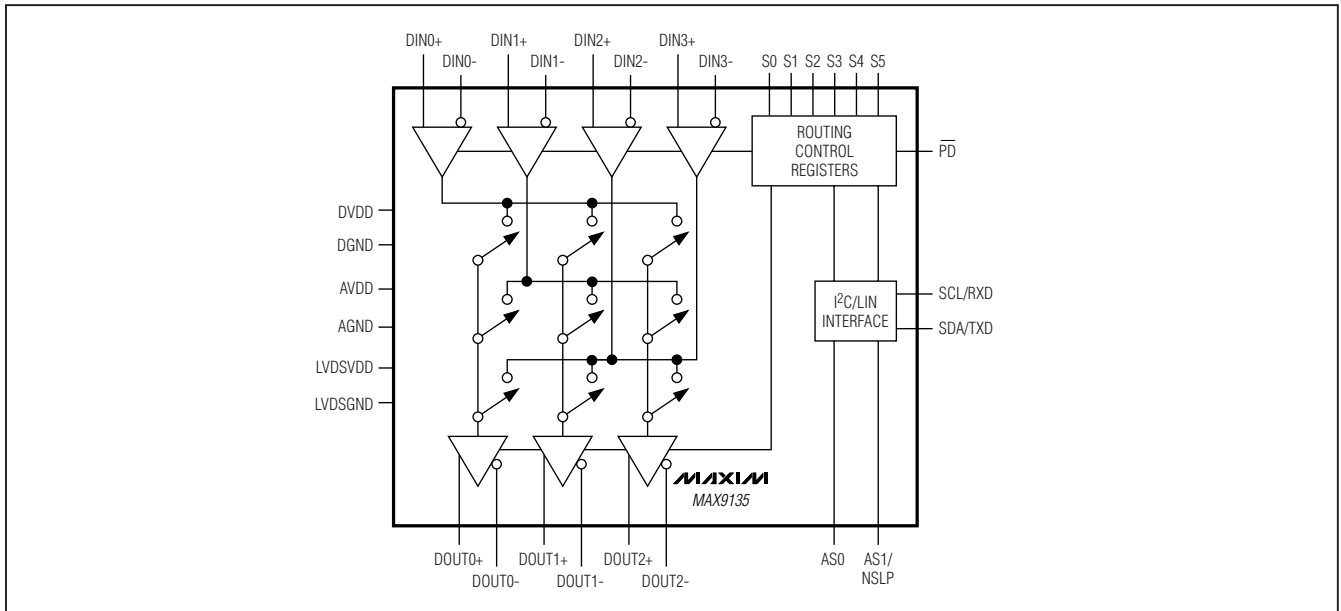 DIN0+ DIN1+ DIN2+ DIN3+
DIN0- DIN1- DIN2- DIN3- S0 S1 S2 S3 S4 S5
ROUTING
CONTROL
REGISTERS
PD
DVDD
DGND
AVDD
AGND
LVDSVDD
LVDSGND
I2C/LIN
INTERFACE
SCL/RXD
SDA/TXD
MAXIM
MAX9135
DOUT0+ DOUT1+ DOUT2+ AS0 AS1/
DOUT0- DOUT1- DOUT2- NSLP